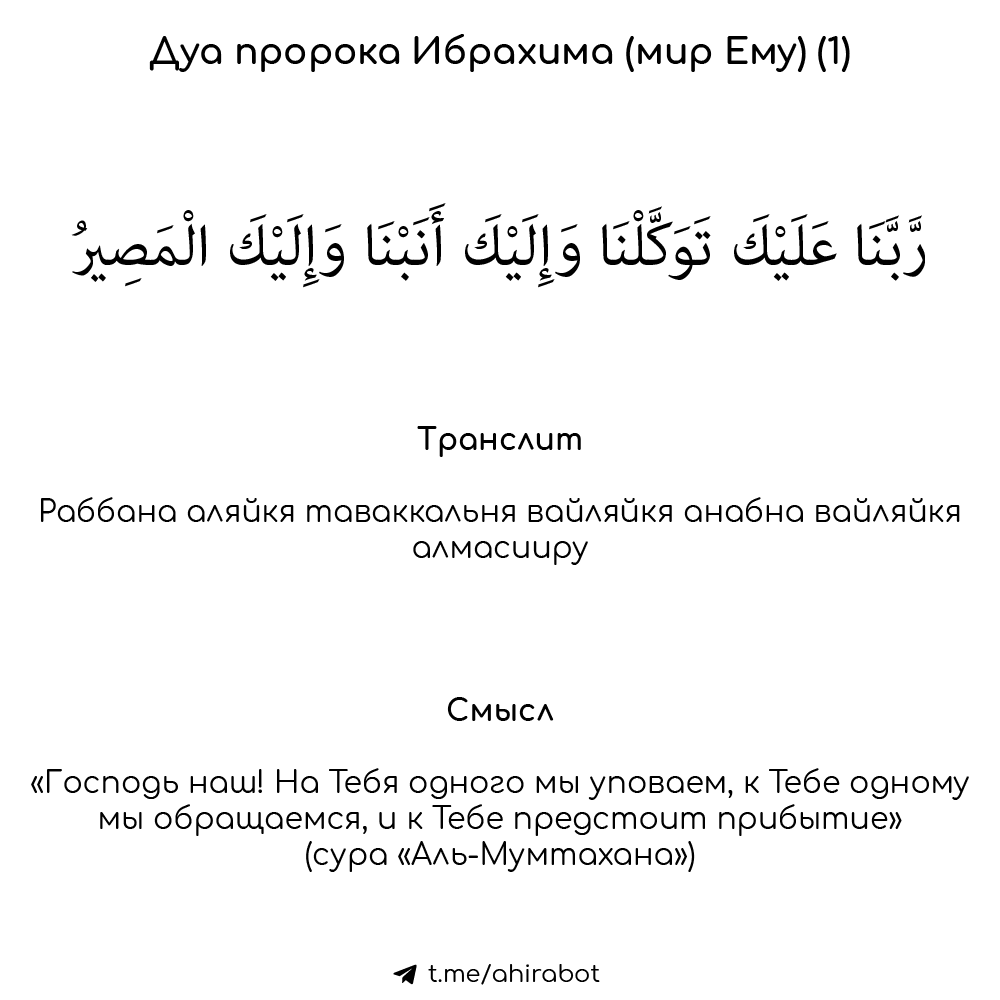 Дуа пророка Ибрахима (мир Ему) (1)
رَّبَّنَا عَلَيْكَ تَوَكَّلْنَا وَإِلَيْكَ أَنَبْنَا وَإِلَيْكَ الْمَصِيرُ
Транслит
Раббана аляйкя таваккальня вайляйкя анабна вайляйкя
алмасииру
Смысл
«Господь наш! На Тебя одного мы уповаем, к Тебе одному
мы обращаемся, и к Тебе предстоит прибытие»
(сура «Аль-Мумтахана»)
t.me/ahirabot